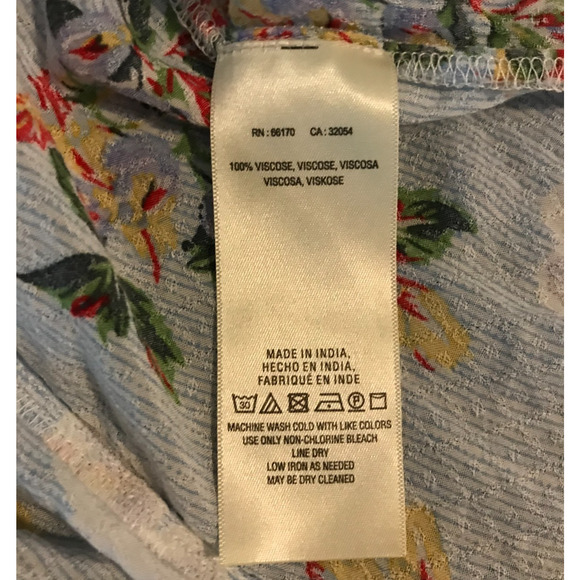 RN : 66170 CA : 32054
100% VISCOSE, VISCOSE, VISCOSA
VISCOSA, VISKOSE
MADE IN INDIA,
HECHO EN INDIA,
FABRIQUÉ EN INDE
30 P
MACHINE WASH COLD WITH LIKE COLORS
USE ONLY NON-CHLORINE BLEACH
LINE DRY
LOW IRON AS NEEDED
MAY BE DRY CLEANED